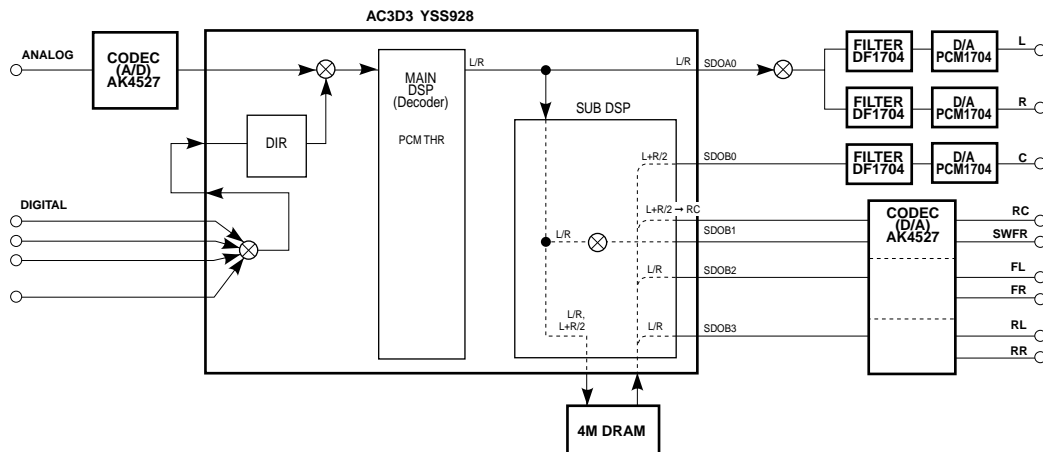 AC3D3 YSS928
ANALOG
CODEC
(A/D)
AK4527
MAIN
DSP
(Decoder)
PCM THR
DIR
DIGITAL
L/R
L/R
SDOA0
SUB DSP
L+R/2
SDOB0
L+R/2 → RC
L/R
SDOB1
L/R
SDOB2
L/R,
L+R/2
L/R
SDOB3
4M DRAM
FILTER
DF1704
D/A
PCM1704
L
FILTER
DF1704
D/A
PCM1704
R
FILTER
DF1704
D/A
PCM1704
C
CODEC
(D/A)
AK4527
RC
SWFR
FL
FR
RL
RR